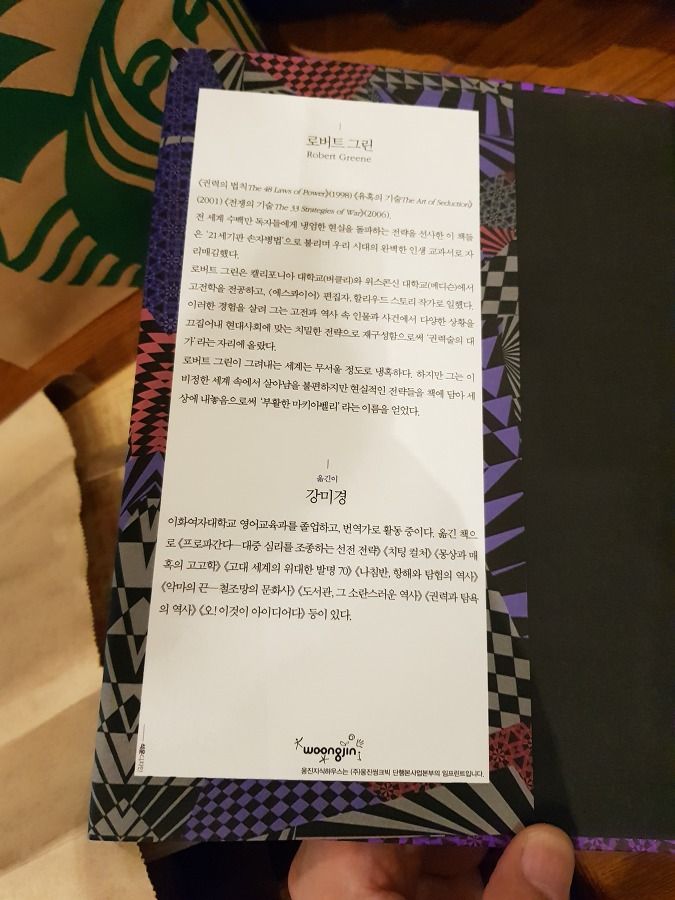 로버트 그린
Robert Greene
《권력의 법칙The 48 Laws of Power》(1998) 《유혹의 기술The Art of Seduction》
(2001) 《전쟁의 기술The 33 Strategies of War》(2006).
전 세계 수백만 독자들에게 냉엄한 현실을 돌파하는 전략을 선사한 이 책들
은 '21세기판 손자병법'으로 불리며 우리 시대의 완벽한 인생 교과서로 자
리매김했다.
로버트 그린은 캘리포니아 대학교(버클리)와 위스콘신 대학교(메디슨)에서
고전학을 전공하고, 〈에스콰이어〉 편집자, 할리우드 스토리 작가로 일했다.
이러한 경험을 살려 그는 고전과 역사 속 인물과 사건에서 다양한 상황을
끄집어내 현대사회에 맞는 치밀한 전략으로 재구성함으로써 '권력술의 대
가'라는 자리에 올랐다.
로버트 그린이 그려내는 세계는 무서울 정도로 냉혹하다. 하지만 그는 이
비정한 세계 속에서 살아남을 불편하지만 현실적인 전략들을 책에 담아 세
상에 내놓음으로써 '부활한 마키아벨리'라는 이름을 얻었다.
옮긴이
강미경
이화여자대학교 영어교육과를 졸업하고, 번역가로 활동 중이다. 옮긴 책으
로 《프로파간다―대중 심리를 조종하는 선전 전략》 《치팅 컬처》 《몽상과 매
혹의 고고학》 《고대 세계의 위대한 발명 70》 《나침반, 항해와 탐험의 역사》
《악마의 끈―철조망의 문화사》 《도서관, 그 소란스러운 역사》 《권력과 탐욕
의 역사》 《오! 이것이 아이디어다》 등이 있다.
woongjin
웅진지식하우스는 (주)웅진씽크빅 단행본사업본부의 임프린트입니다.